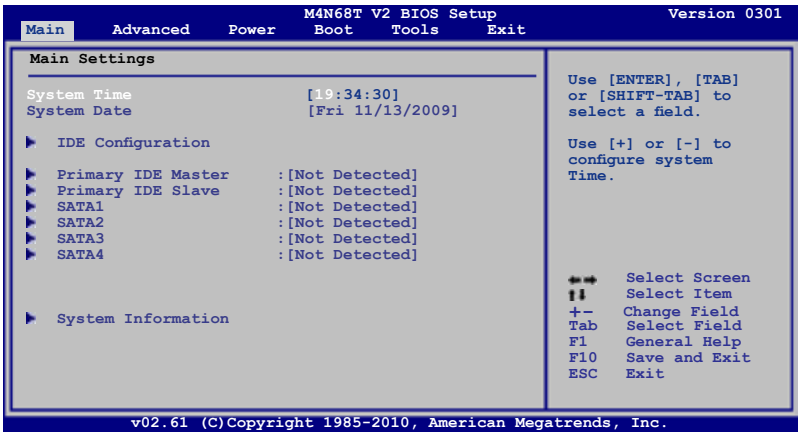 M4N68T V2 BIOS Setup Version 0301
Main Advanced Power Boot Tools Exit
Main Settings
System Time [19:34:30]
System Date [Fri 11/13/2009]
IDE Configuration
Primary IDE Master :[Not Detected]
Primary IDE Slave :[Not Detected]
SATA1 :[Not Detected]
SATA2 :[Not Detected]
SATA3 :[Not Detected]
SATA4 :[Not Detected]
System Information
Use [ENTER], [TAB]
or [SHIFT-TAB] to
select a field.
Use [+] or [-] to
configure system
Time.
Select Screen
Select Item
+- Change Field
Tab Select Field
F1 General Help
F10 Save and Exit
ESC Exit
v02.61 (C)Copyright 1985-2010, American Megatrends, Inc.